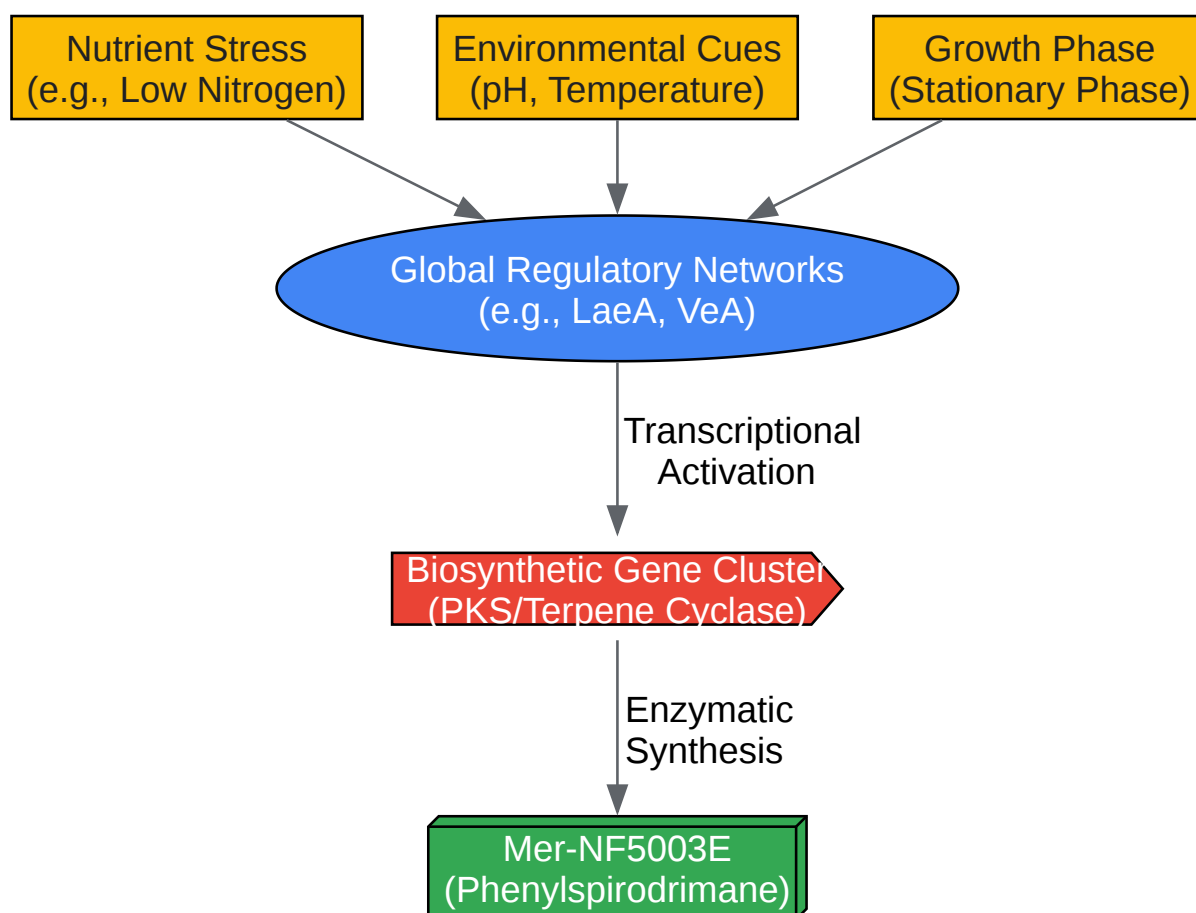 Nutrient Stress
(e.g., Low Nitrogen)
Environmental Cues
(pH, Temperature)
Growth Phase
(Stationary Phase)
Global Regulatory Networks
(e.g., LaeA, VeA)
Transcriptional
Activation
Biosynthetic Gene Cluster
(PKS/Terpene Cyclase)
Enzymatic
Synthesis
Mer-NF5003E
(Phenylspirodrimane)